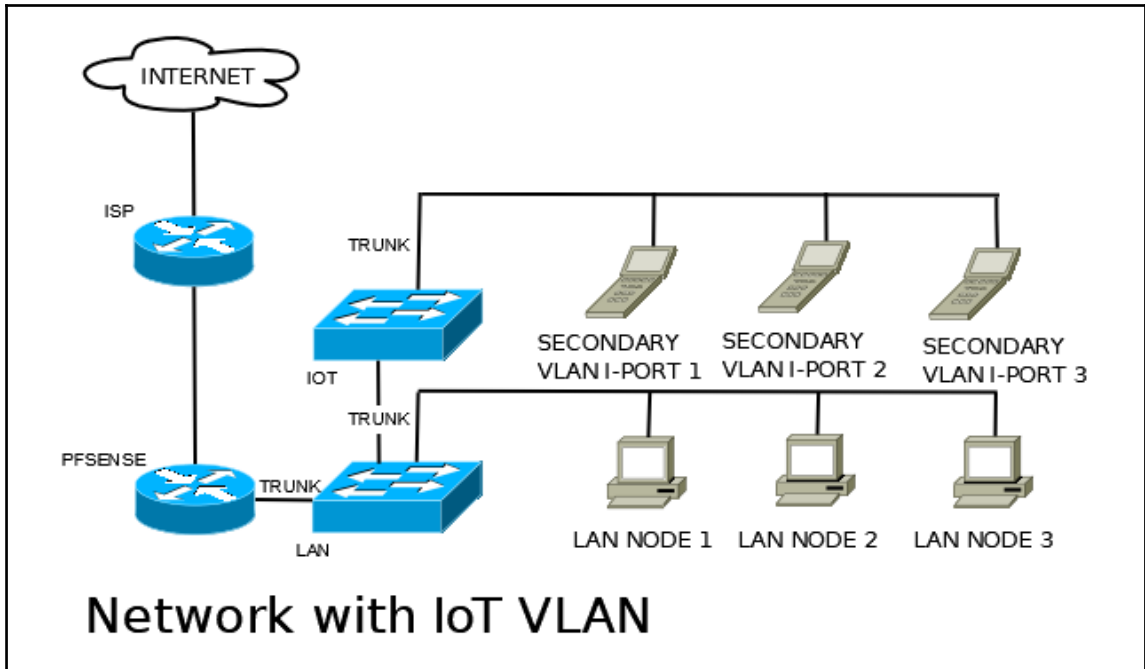 INTERNET
ISP
TRUNK
SECONDARY
VLAN I-PORT 1
SECONDARY
VLAN I-PORT 2
SECONDARY
VLAN I-PORT 3
IOT
TRUNK
PFSENSE
TRUNK
LAN
LAN NODE 1
LAN NODE 2
LAN NODE 3
Network with IoT VLAN